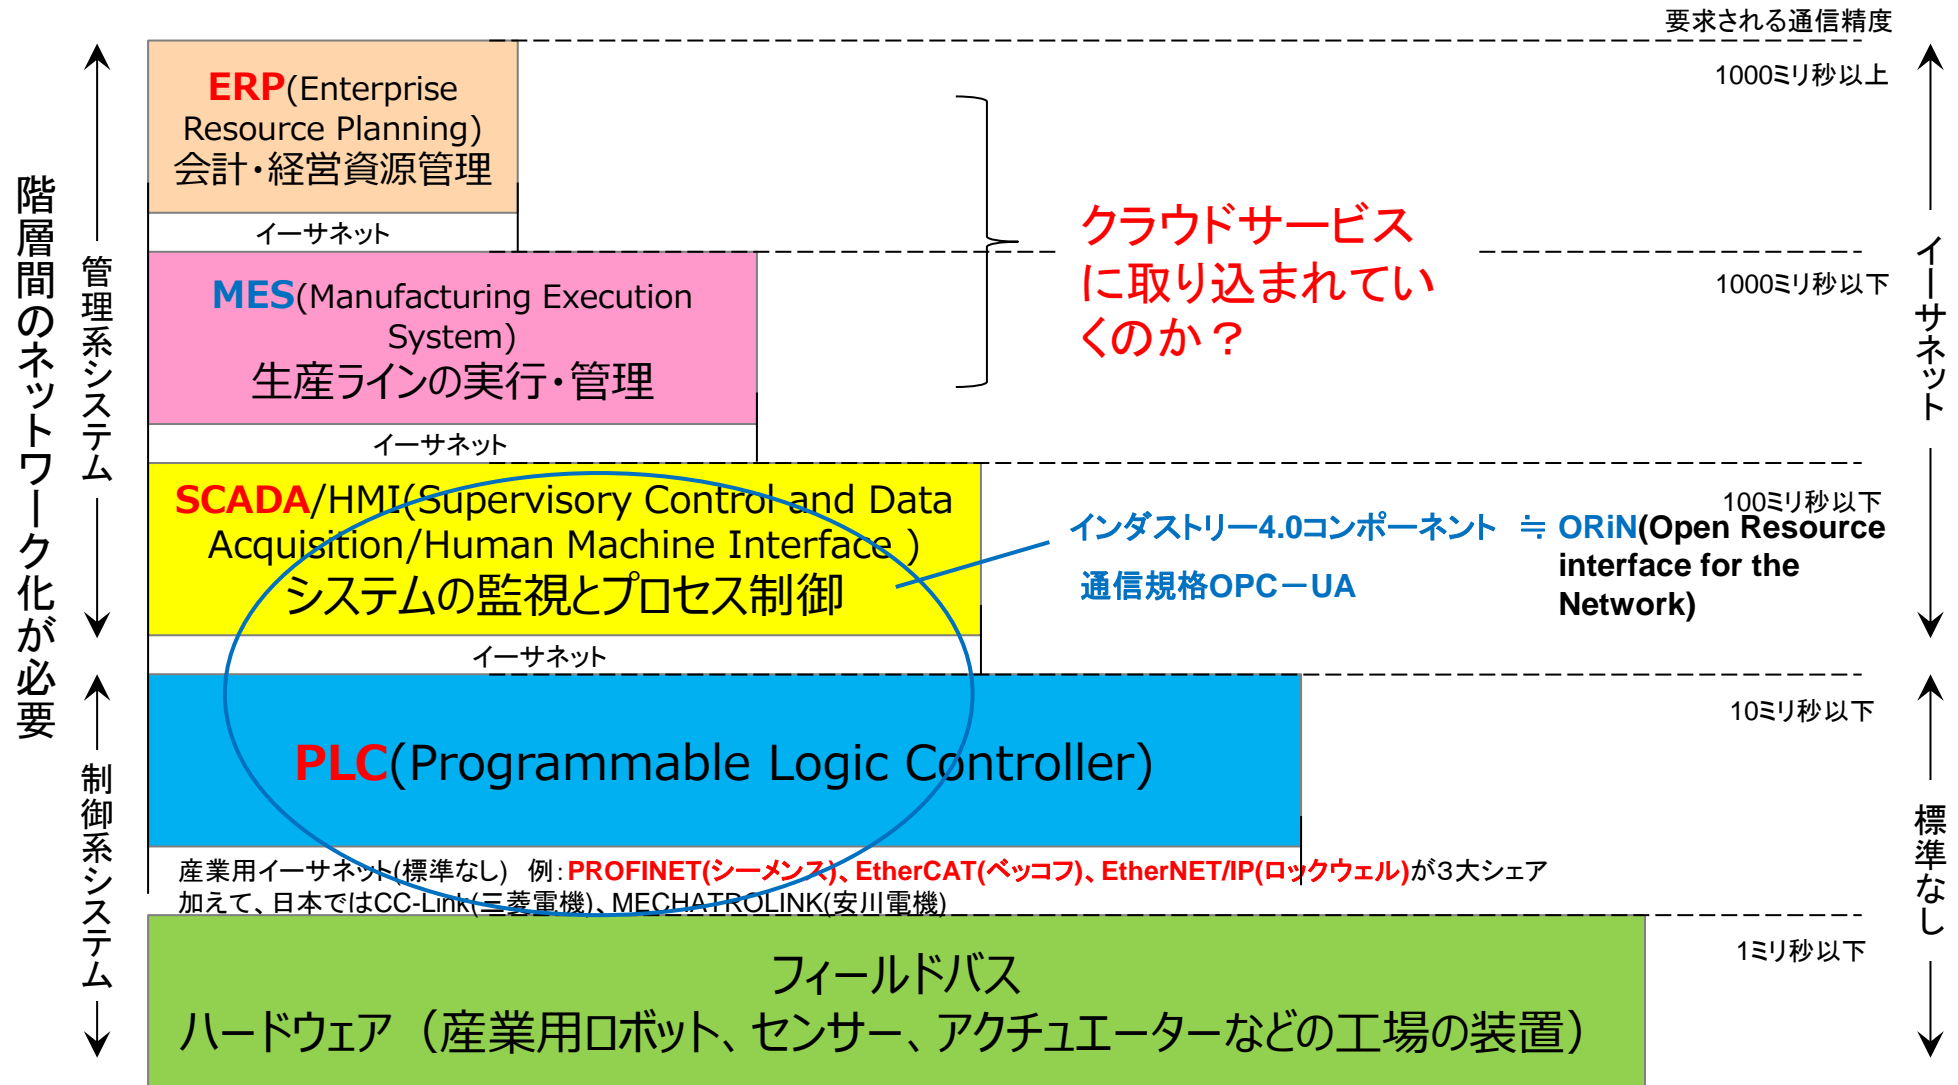 要求される通信精度
階層間のネットワーク化が必要
管理系システム
制御系システム
ERP(Enterprise
Resource Planning)
会計・経営資源管理
1000ミリ秒以上
イーサネット
MES(Manufacturing Execution
System)
生産ラインの実行・管理
クラウドサービス
に取り込まれてい
くのか？
1000ミリ秒以下
イーサネット
イーサネット
SCADA/HMI(Supervisory Control and Data
Acquisition/Human Machine Interface )
システムの監視とプロセス制御
100ミリ秒以下
インダストリー4.0コンポーネント ≒ ORiN(Open Resource
interface for the
Network)
通信規格OPC－UA
イーサネット
PLC(Programmable Logic Controller)
10ミリ秒以下
標準なし
産業用イーサネット(標準なし) 例：PROFINET(シーメンス)、EtherCAT(ベッコフ)、EtherNET/IP(ロックウェル)が３大シェア
加えて、日本ではCC-Link(三菱電機)、MECHATROLINK(安川電機)
フィールドバス
ハードウェア（産業用ロボット、センサー、アクチュエーターなどの工場の装置）
1ミリ秒以下